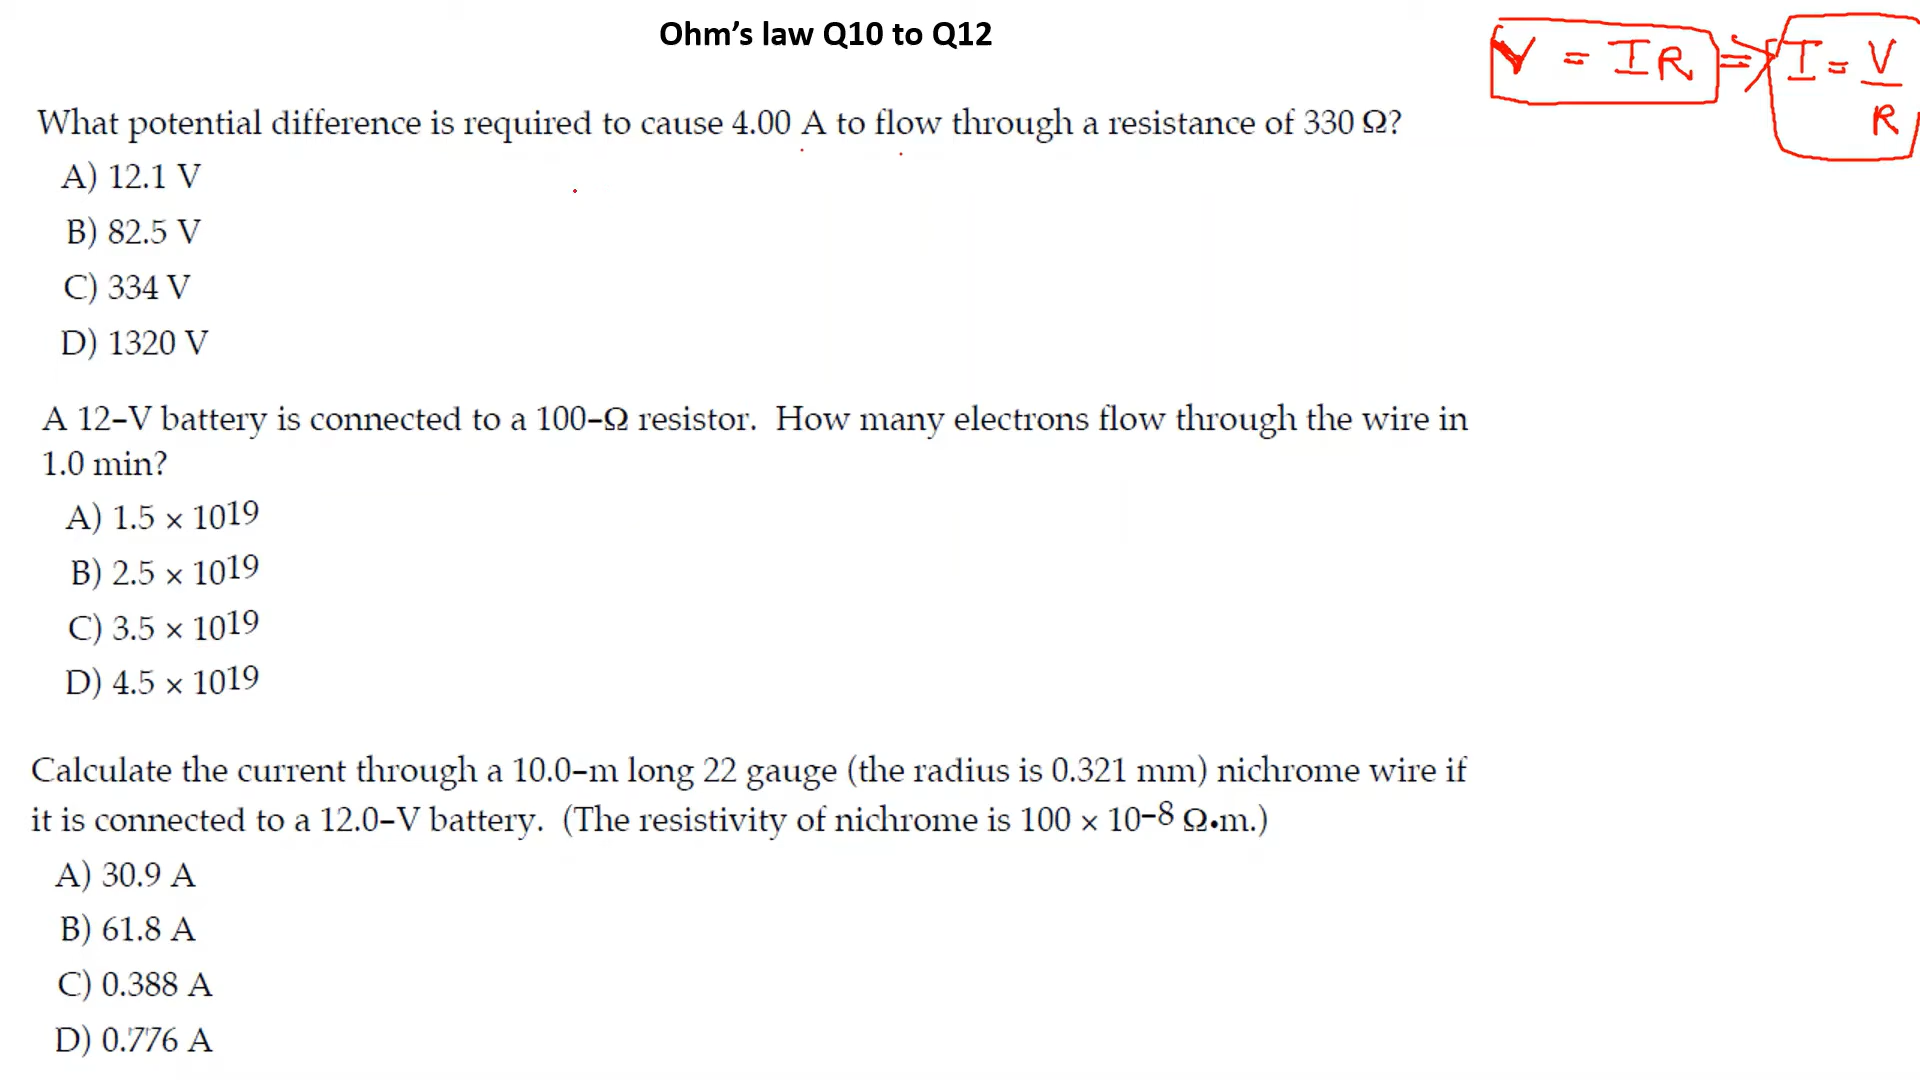 Ohm’s law Q10 to Q12
V = IR ⇒ I = V
R
What potential difference is required to cause 4.00 A to flow through a resistance of 330 Ω?
A) 12.1 V
B) 82.5 V
C) 334 V
D) 1320 V
A 12–V battery is connected to a 100–Ω resistor. How many electrons flow through the wire in
1.0 min?
A) 1.5 × 10¹⁹
B) 2.5 × 10¹⁹
C) 3.5 × 10¹⁹
D) 4.5 × 10¹⁹
Calculate the current through a 10.0–m long 22 gauge (the radius is 0.321 mm) nichrome wire if
it is connected to a 12.0–V battery. (The resistivity of nichrome is 100 × 10⁻⁸ Ω•m.)
A) 30.9 A
B) 61.8 A
C) 0.388 A
D) 0.776 A